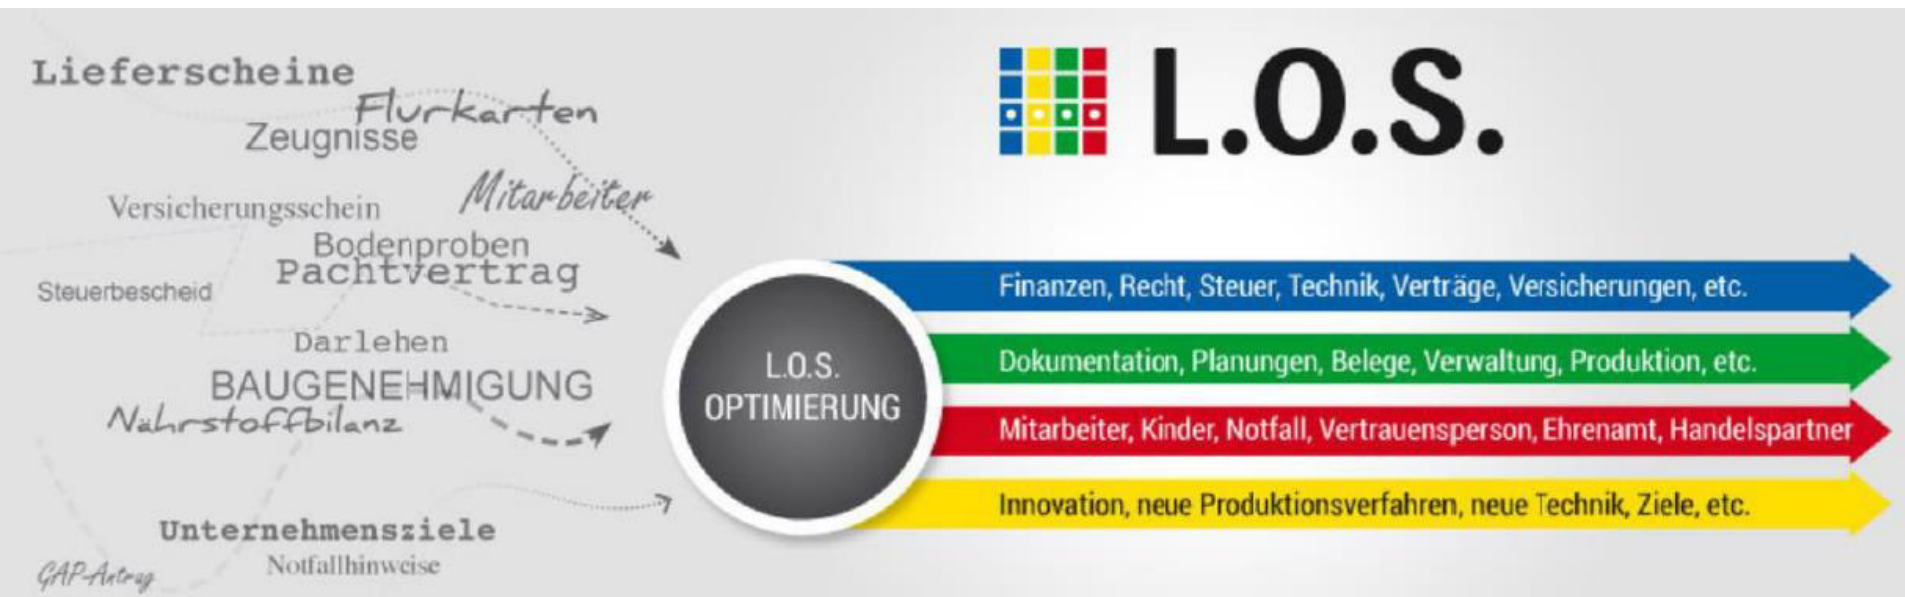 Lieferscheine
Flurkarten
Zeugnisse
Mitarbeiter
Versicherungsschein
Bodenproben
Pachtvertrag
Steuerbescheid
Darlehen
BAUGENEHMIGUNG
Nährstoffbilanz
Unternehmensziele
Notfallhinweise
GAP-Antrag
L.O.S.
OPTIMIERUNG
L.O.S.
Finanzen, Recht, Steuer, Technik, Verträge, Versicherungen, etc.
Dokumentation, Planungen, Belege, Verwaltung, Produktion, etc.
Mitarbeiter, Kinder, Notfall, Vertrauensperson, Ehrenamt, Handelspartner
Innovation, neue Produktionsverfahren, neue Technik, Ziele, etc.